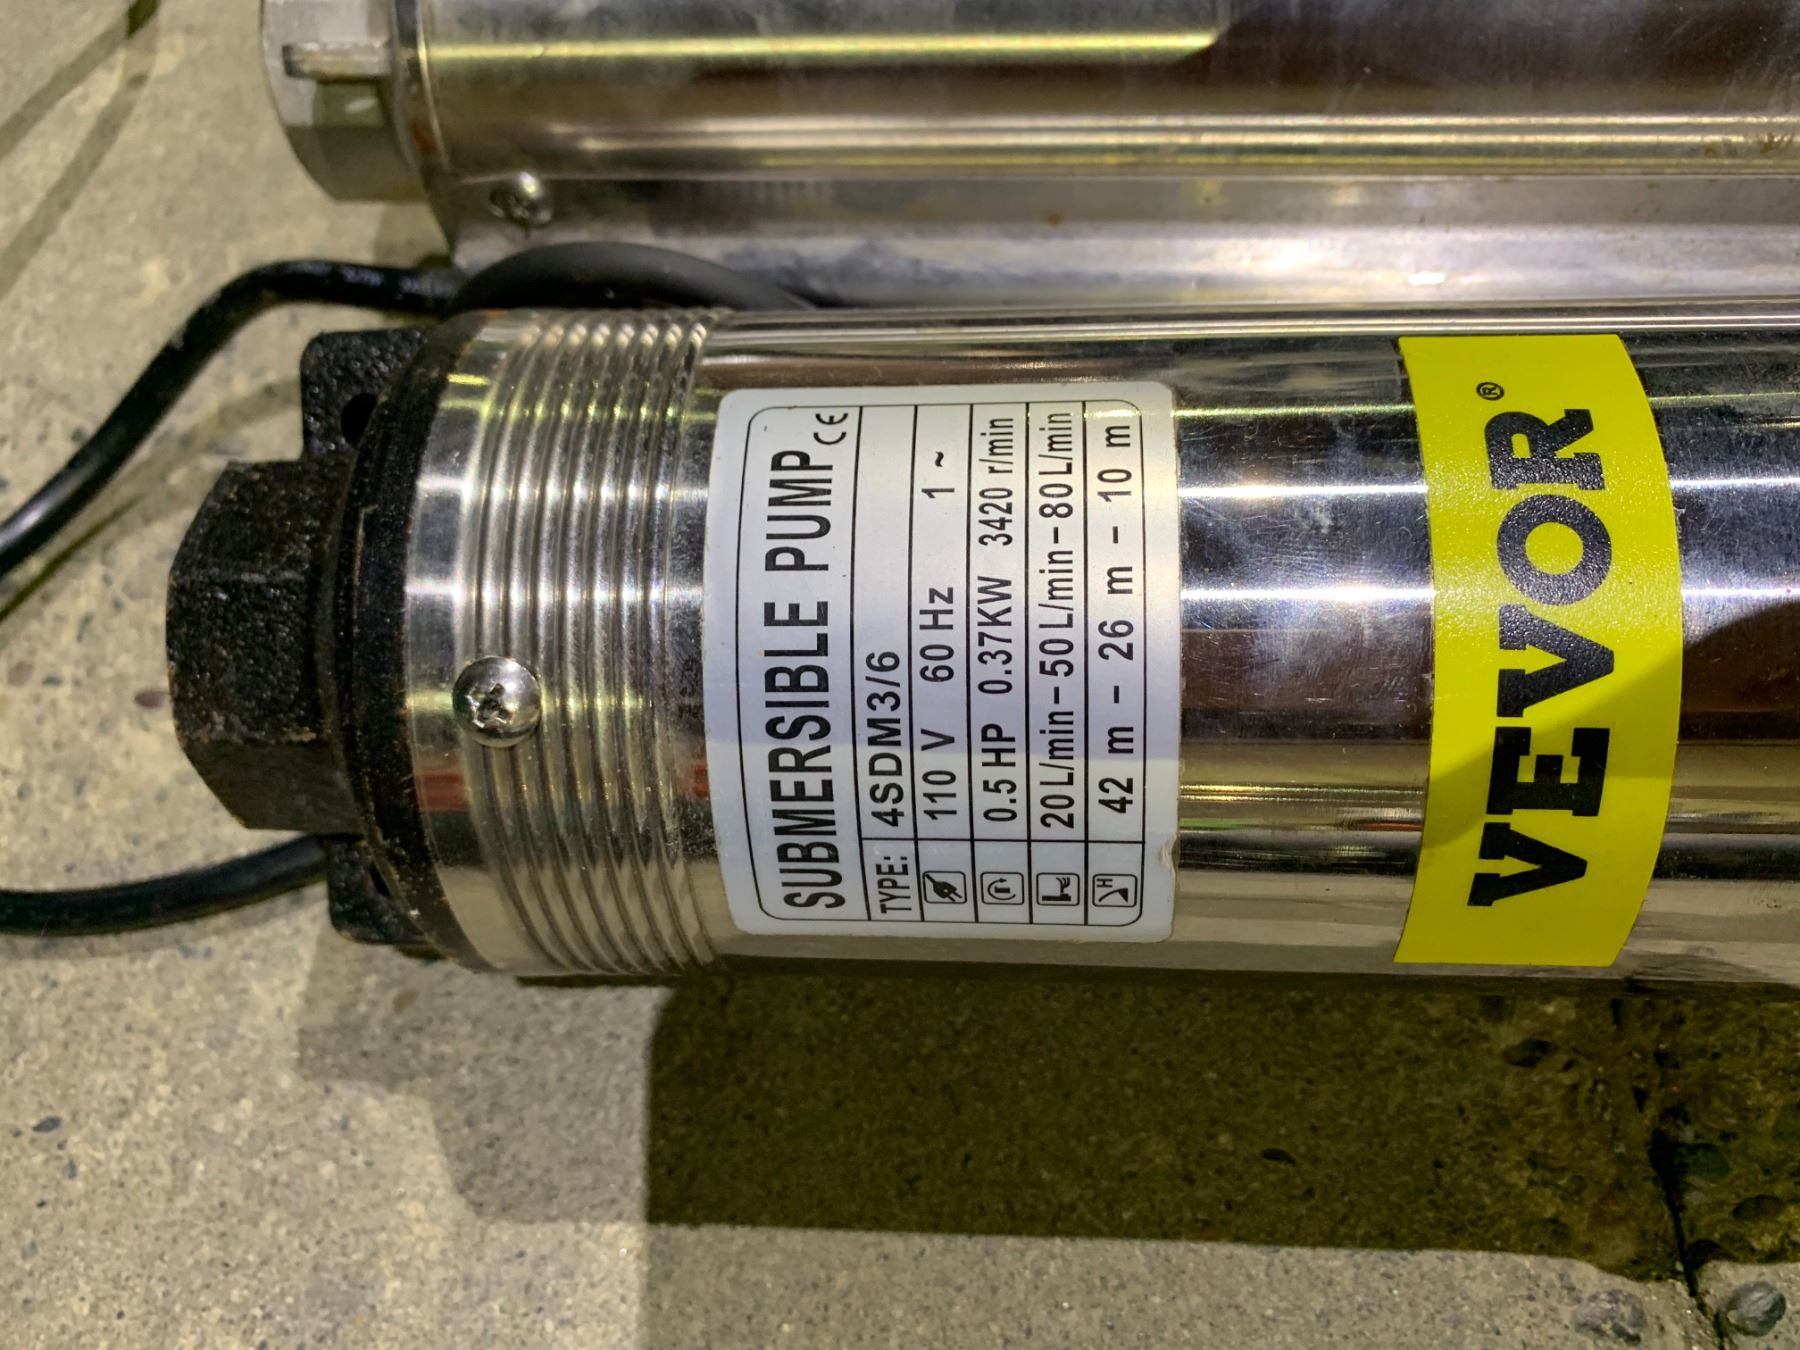 SUBMERSIBLE PUMP CE
TYPE: 4SDM3/6
110 V 60 Hz 1 ~
0.5 HP 0.37KW 3420 r/min
20 L/min - 50 L/min - 80 L/min
42 m - 26 m - 10 m
VEVOR®